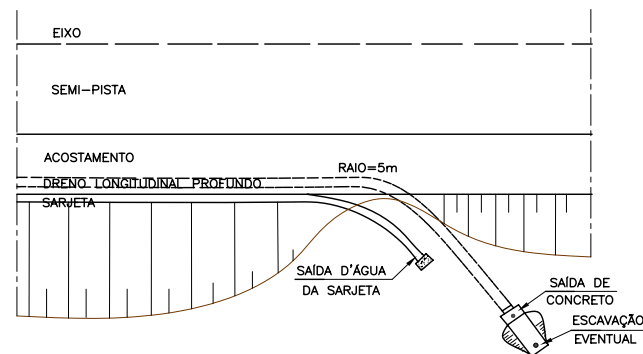 EIXO
SEMI-PISTA
ACOSTAMENTO
RAIO=5m
DRENO LONGITUDINAL PROFUNDO
SARJETA
SAÍDA D'ÁGUA
DA SARJETA
SAÍDA DE
CONCRETO
ESCAVAÇÃO
EVENTUAL